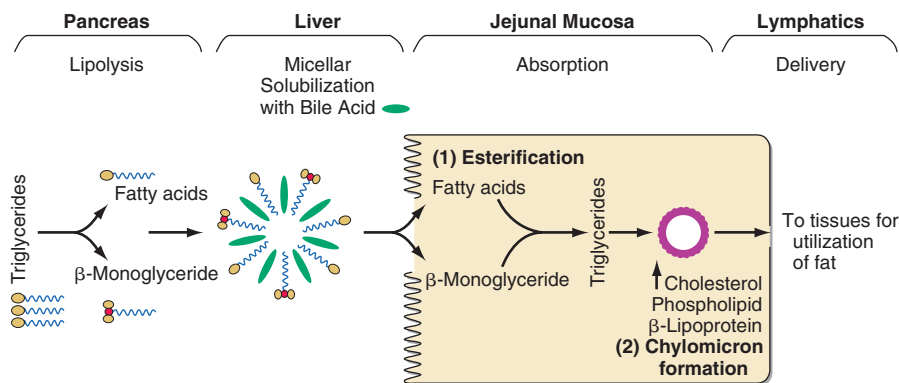 Pancreas
Liver
Jejunal Mucosa
Lymphatics
Lipolysis
Micellar
Solubilization
with Bile Acid
Absorption
Delivery
Triglycerides
Fatty acids
β-Monoglyceride
(1) Esterification
Fatty acids
β-Monoglyceride
Triglycerides
Cholesterol
Phospholipid
β-Lipoprotein
(2) Chylomicron
formation
To tissues for
utilization
of fat